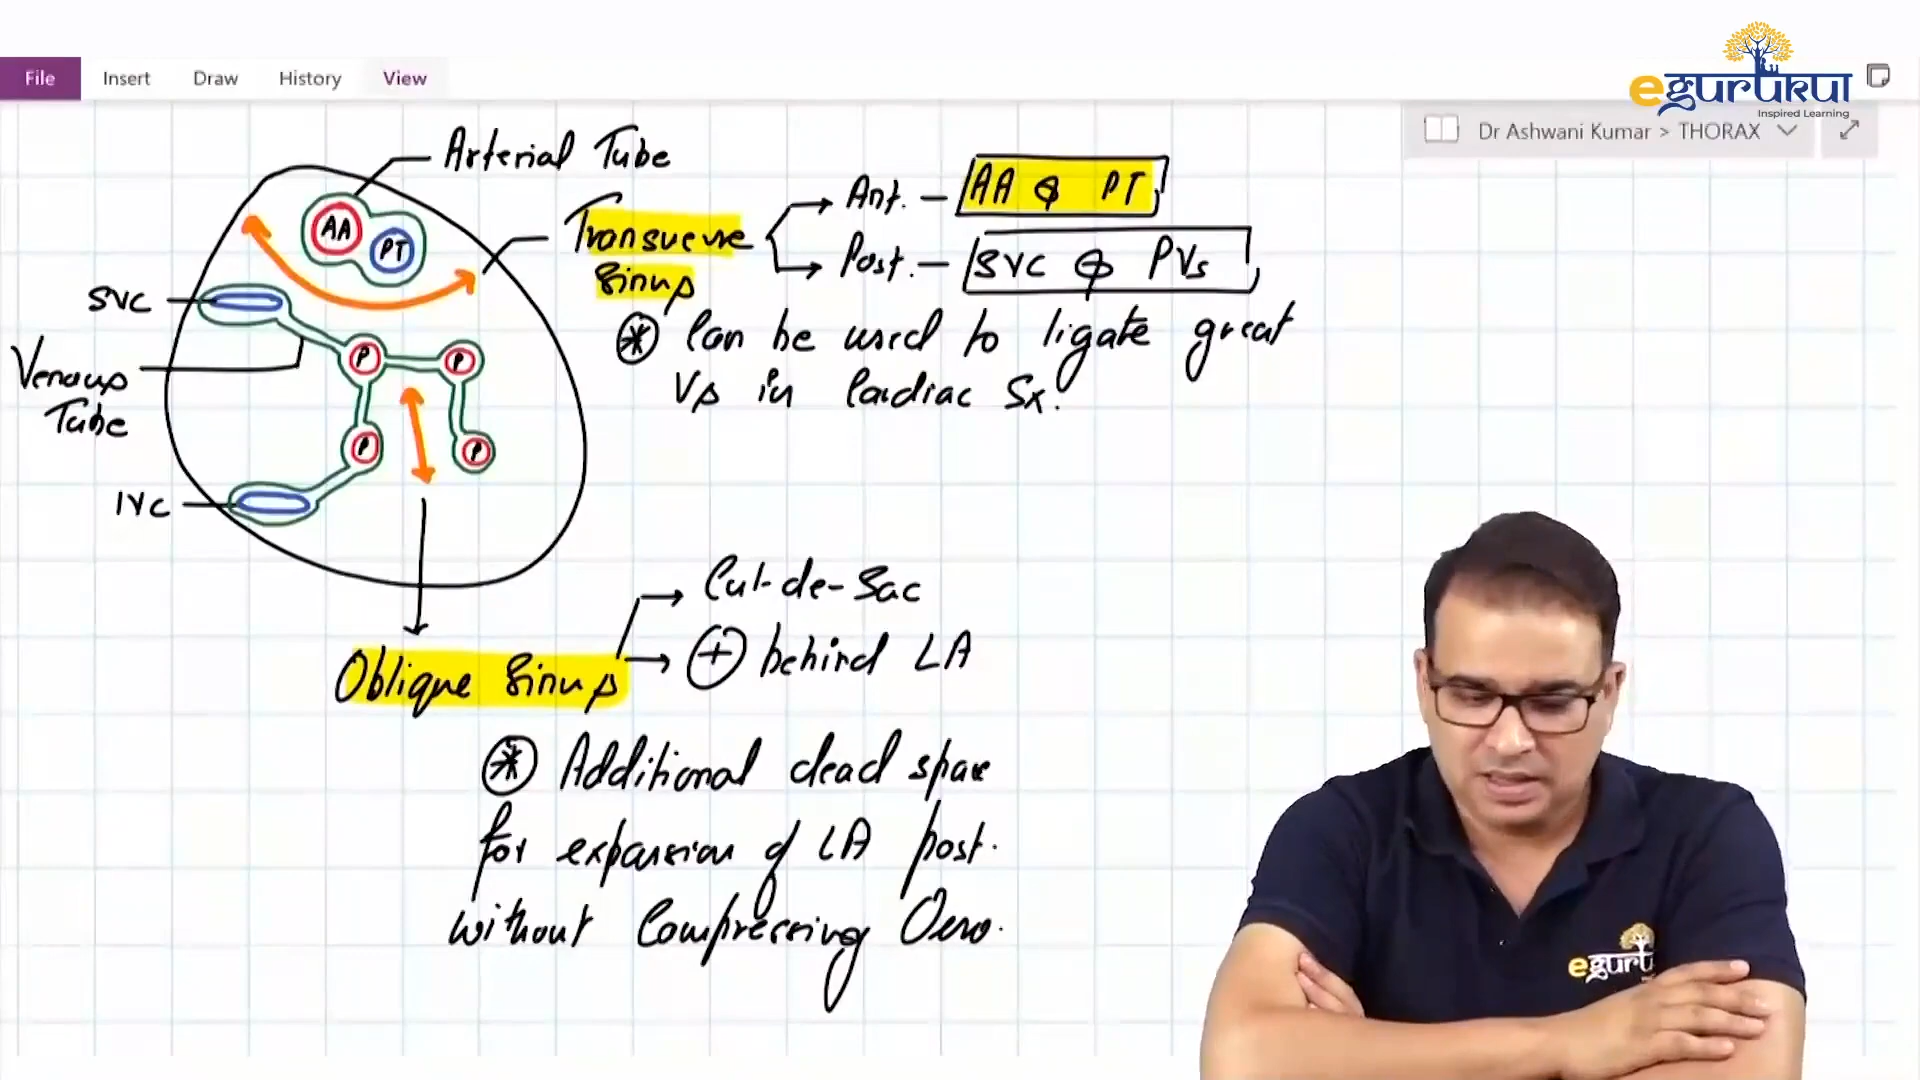 egurukul
Inspired Learning
File Insert Draw History View
Dr Ashwani Kumar > THORAX
Arterial Tube
AA
PT
Transverse
Sinus
Ant. – AA & PT
Post. – SVC & PVs
* Can be used to ligate great
Vs in Cardiac Sx.
SVC
Venous
Tube
P
P
P
P
IVC
Cul-de-Sac
+ behind LA
Oblique Sinus
* Additional dead space
for expansion of LA post.
without Compressing Oeso.
egurukul